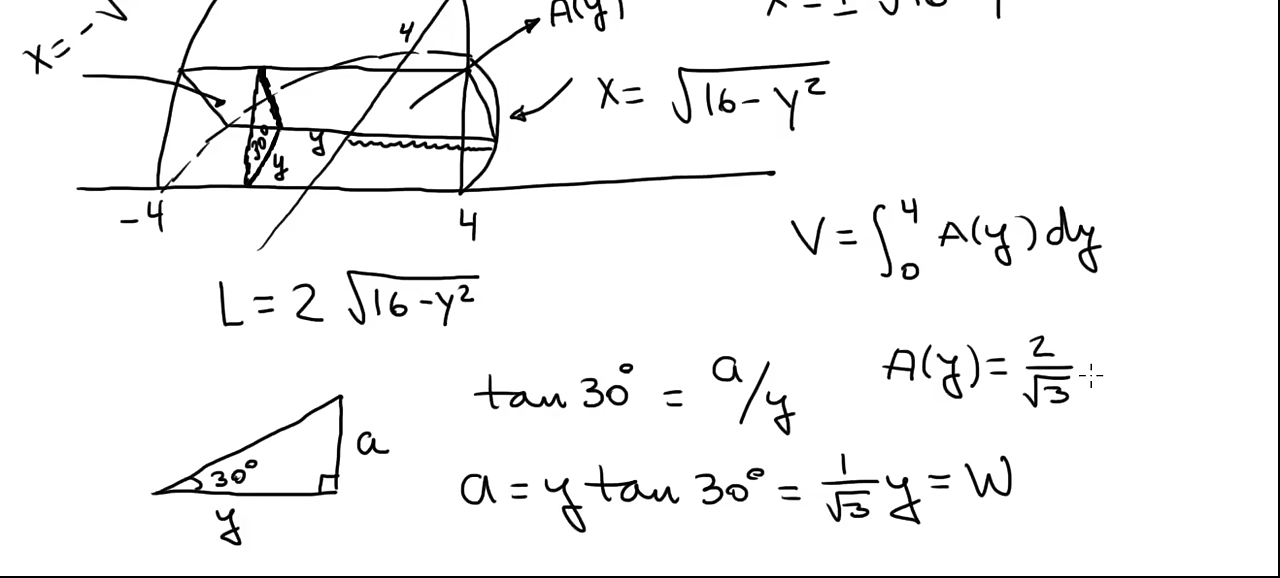 x = -√
4
A(y)
x = ± √16 - y
x = √16 - y²
30°
y
y
-4
4
V = ∫₀⁴ A(y) dy
L = 2 √16 - y²
A(y) = 2/√3
tan 30° = a/y
30°
a
y
a = y tan 30° = 1/√3 y = W